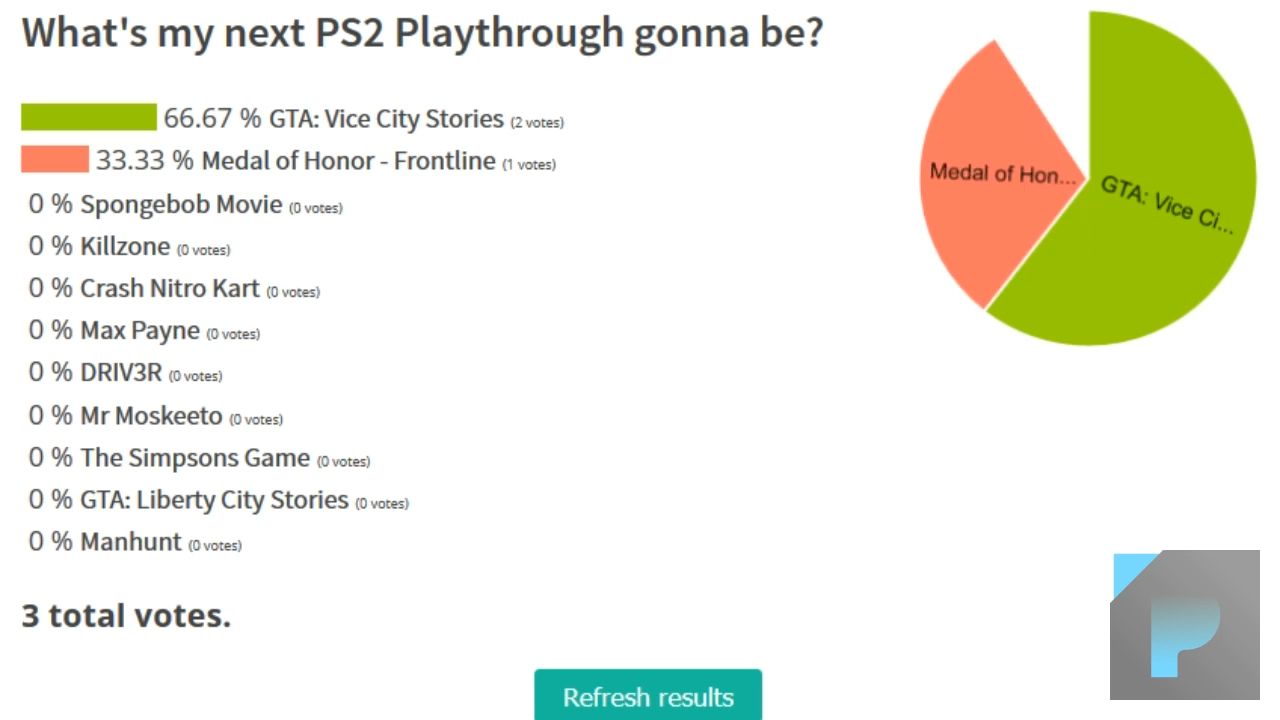 What's my next PS2 Playthrough gonna be?
66.67 % GTA: Vice City Stories (2 votes)
33.33 % Medal of Honor - Frontline (1 votes)
0 % Spongebob Movie (0 votes)
0 % Killzone (0 votes)
0 % Crash Nitro Kart (0 votes)
0 % Max Payne (0 votes)
0 % DRIV3R (0 votes)
0 % Mr Moskeeto (0 votes)
0 % The Simpsons Game (0 votes)
0 % GTA: Liberty City Stories (0 votes)
0 % Manhunt (0 votes)
3 total votes.
Refresh results
Medal of Hon...
GTA: Vice Ci...
P